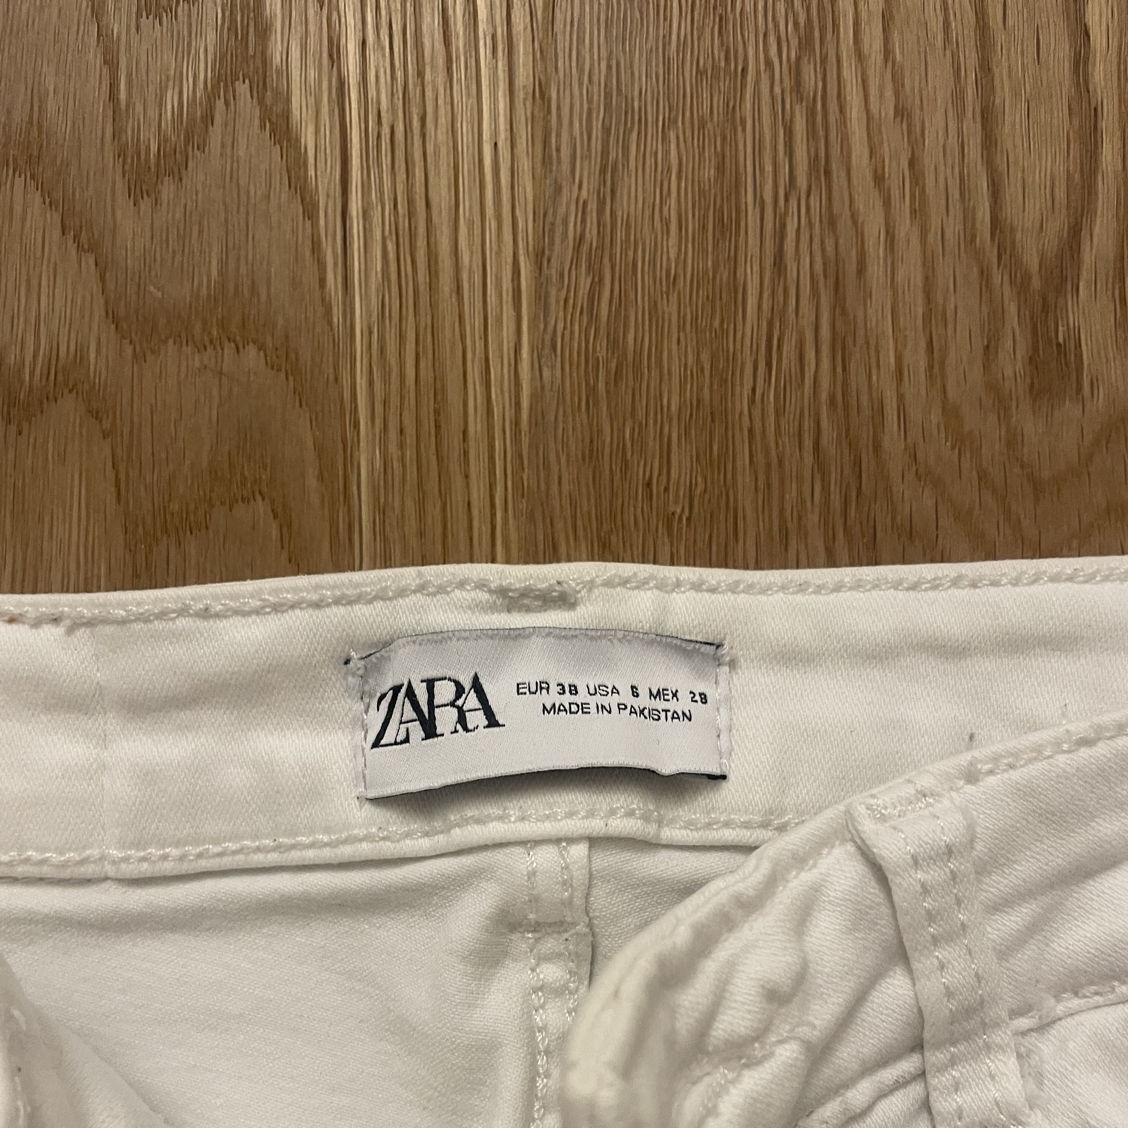 ZARA
EUR 38 USA 6 MEX 28
MADE IN PAKISTAN